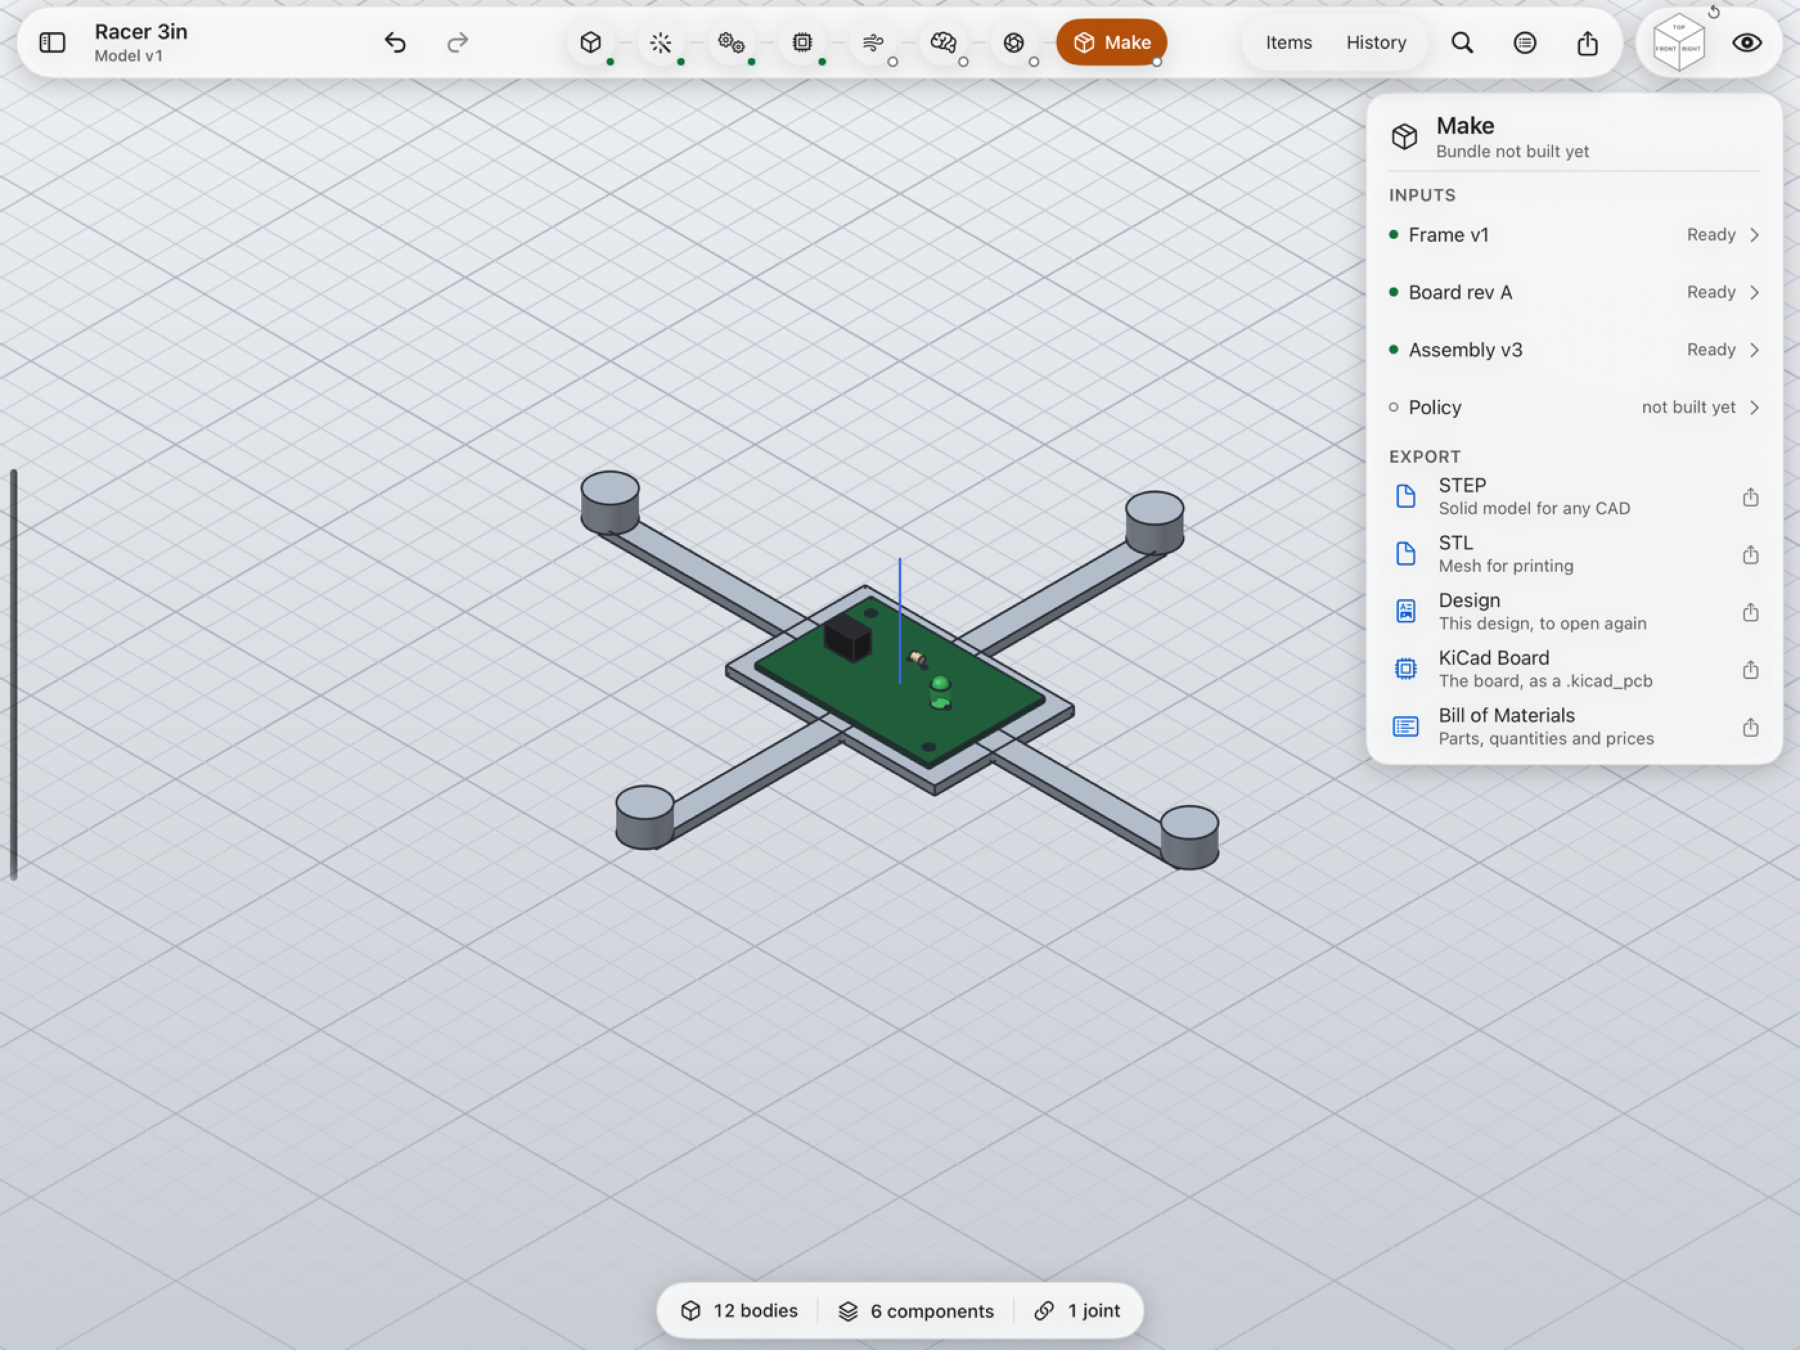 Racer 3in
Model v1
Make
Items
History
TOP
FRONT
RIGHT
Make
Bundle not built yet
INPUTS
Frame v1
Ready
Board rev A
Ready
Assembly v3
Ready
Policy
not built yet
EXPORT
STEP
Solid model for any CAD
STL
Mesh for printing
Design
This design, to open again
KiCad Board
The board, as a .kicad_pcb
Bill of Materials
Parts, quantities and prices
12 bodies
6 components
1 joint